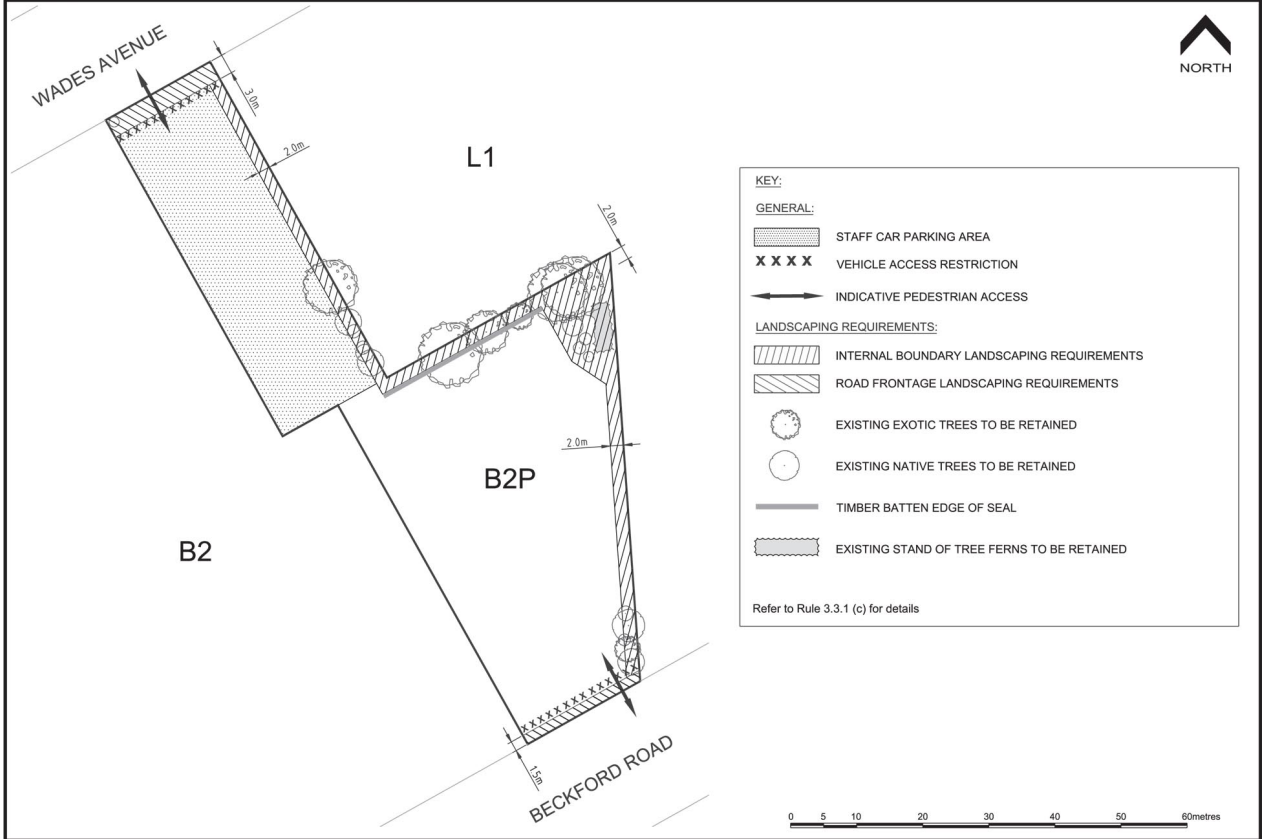 WADES AVENUE
NORTH
3.0m
2.0m
L1
2.0m
2.0m
B2P
B2
1.5m
BECKFORD ROAD
KEY:
GENERAL:
STAFF CAR PARKING AREA
X X X X VEHICLE ACCESS RESTRICTION
INDICATIVE PEDESTRIAN ACCESS
LANDSCAPING REQUIREMENTS:
INTERNAL BOUNDARY LANDSCAPING REQUIREMENTS
ROAD FRONTAGE LANDSCAPING REQUIREMENTS
EXISTING EXOTIC TREES TO BE RETAINED
EXISTING NATIVE TREES TO BE RETAINED
TIMBER BATTEN EDGE OF SEAL
EXISTING STAND OF TREE FERNS TO BE RETAINED
Refer to Rule 3.3.1 (c) for details
0 5 10 20 30 40 50 60metres